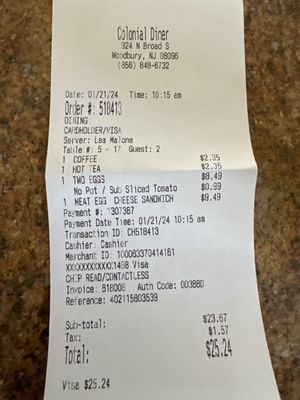 Colonial Diner
924 N Broad S
Woodbury, NJ 08096
(856) 848-6732
Date: 01/21/24 Time: 10:15 am
Order #: 518413
DINING
CARDHOLDER/VISA
Server: Lea Malone
Table #: 5 - 17 Guest: 2
1 COFFEE $2.35
1 HOT TEA $2.35
1 TWO EGGS $8.49
No Pot / Sub Sliced Tomato $0.99
1 MEAT EGG CHEESE SANDWICH $9.49
Payment #: 1307387
Payment Date Time: 01/21/24 10:15 am
Transaction ID: CH518413
Cashier: Cashier
Merchant ID: 100063370414161
XXXXXXXXXXXX1498 Visa
CHIP READ/CONTACTLESS
Invoice: 818008 Auth Code: 00388D
Reference: 402115803539
Sub-total: $23.67
Tax: $1.57
Total: $25.24
Visa $25.24